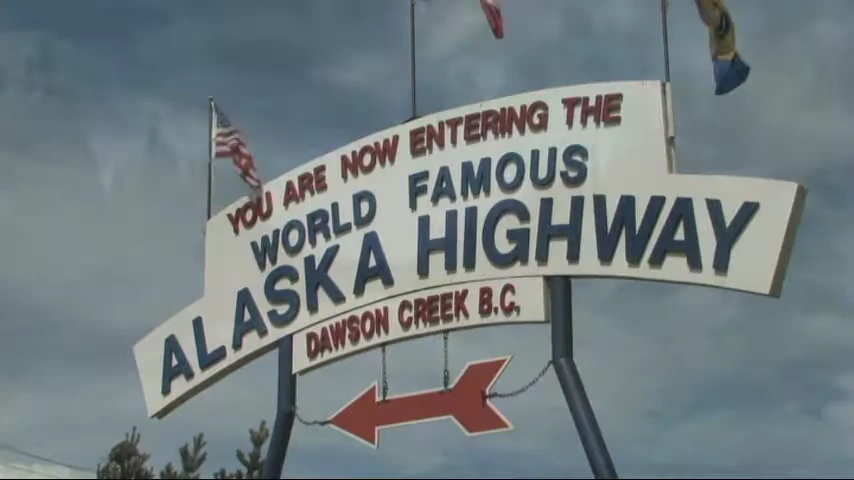 YOU ARE NOW ENTERING THE
WORLD FAMOUS
ALASKA HIGHWAY
DAWSON CREEK B.C.